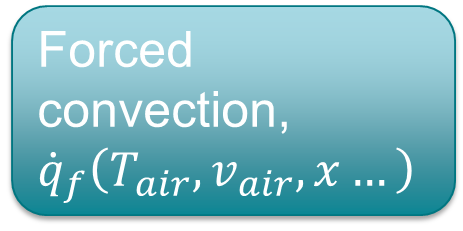 Forced
convection,
q̇_f(T_air, v_air, x …)